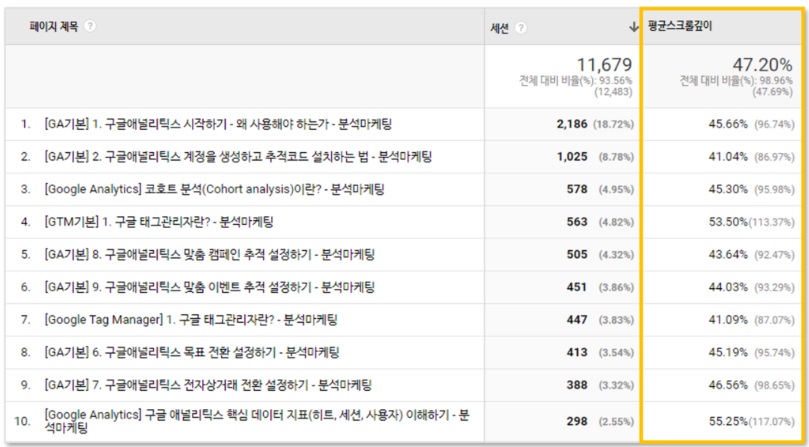 페이지 제목 ? 세션 ? ↓ 평균스크롤깊이
11,679 47.20%
전체 대비 비율(%): 93.56% 전체 대비 비율(%): 98.96%
(12,483) (47.69%)
1. [GA기본] 1. 구글애널리틱스 시작하기 - 왜 사용해야 하는가 - 분석마케팅 2,186 (18.72%) 45.66% (96.74%)
2. [GA기본] 2. 구글애널리틱스 계정을 생성하고 추적코드 설치하는 법 - 분석마케팅 1,025 (8.78%) 41.04% (86.97%)
3. [Google Analytics] 코호트 분석(Cohort analysis)이란? - 분석마케팅 578 (4.95%) 45.30% (95.98%)
4. [GTM기본] 1. 구글 태그관리자란? - 분석마케팅 563 (4.82%) 53.50%(113.37%)
5. [GA기본] 8. 구글애널리틱스 맞춤 캠페인 추적 설정하기 - 분석마케팅 505 (4.32%) 43.64% (92.47%)
6. [GA기본] 9. 구글애널리틱스 맞춤 이벤트 추적 설정하기 - 분석마케팅 451 (3.86%) 44.03% (93.29%)
7. [Google Tag Manager] 1. 구글 태그관리자란? - 분석마케팅 447 (3.83%) 41.09% (87.07%)
8. [GA기본] 6. 구글애널리틱스 목표 전환 설정하기 - 분석마케팅 413 (3.54%) 45.19% (95.74%)
9. [GA기본] 7. 구글애널리틱스 전자상거래 전환 설정하기 - 분석마케팅 388 (3.32%) 46.56% (98.65%)
10. [Google Analytics] 구글 애널리틱스 핵심 데이터 지표(히트, 세션, 사용자) 이해하기 - 분 298 (2.55%) 55.25%(117.07%)
석마케팅